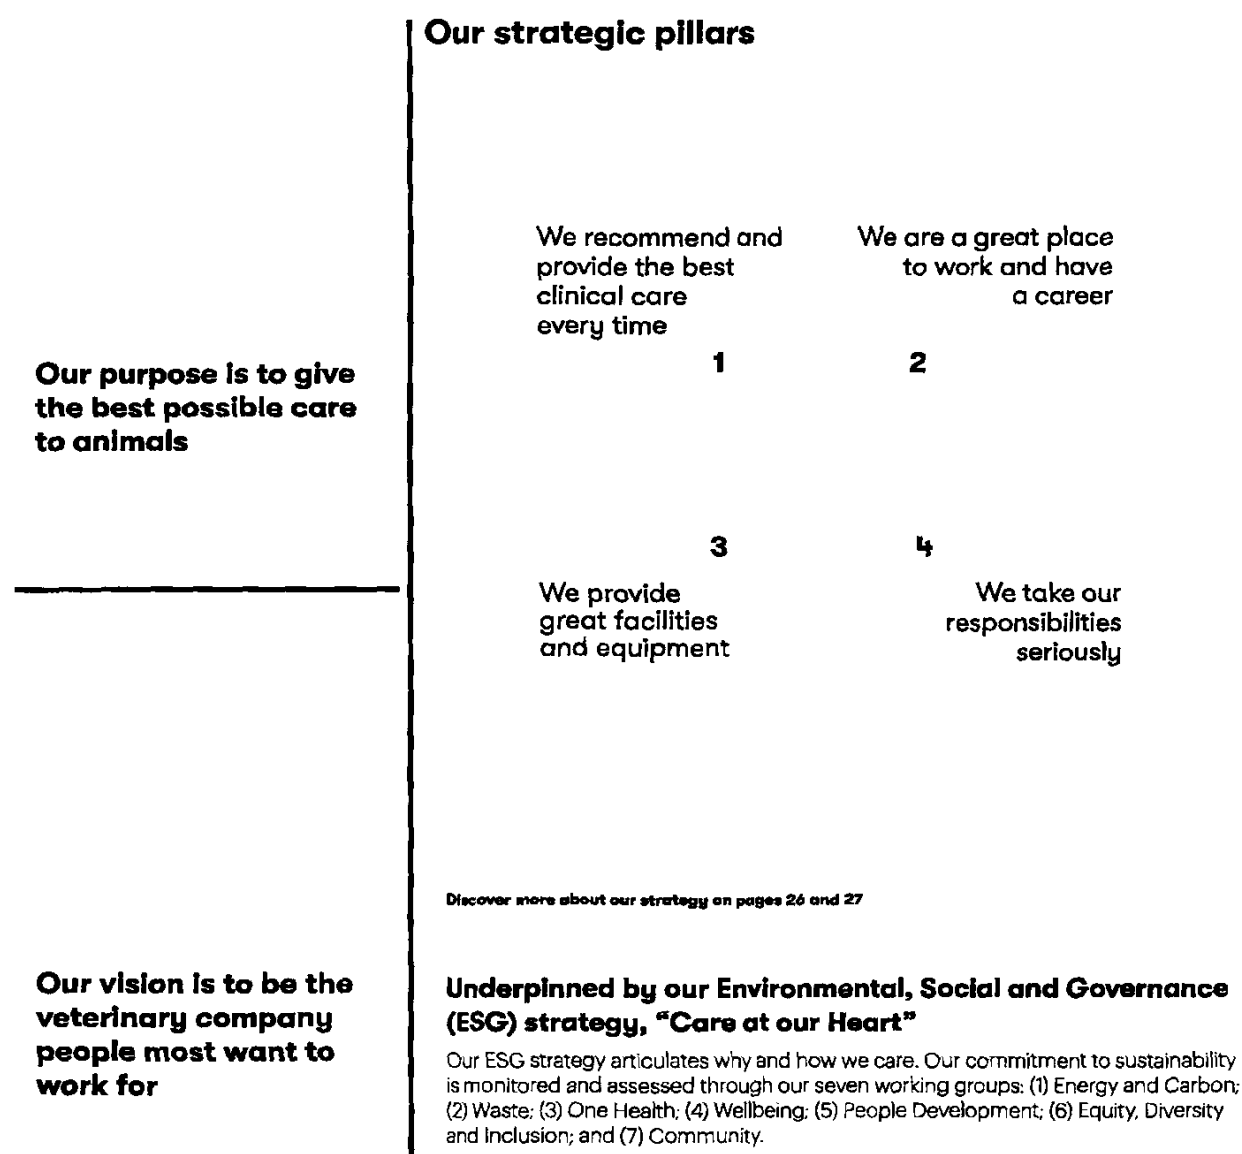 Our strategic pillars
We recommend and
provide the best
clinical care
every time
1
We are a great place
to work and have
a career
2
Our purpose is to give
the best possible care
to animals
3
We provide
great facilities
and equipment
4
We take our
responsibilities
seriously
Discover more about our strategy on pages 26 and 27
Our vision is to be the
veterinary company
people most want to
work for
Underpinned by our Environmental, Social and Governance
(ESG) strategy, “Care at our Heart”
Our ESG strategy articulates why and how we care. Our commitment to sustainability
is monitored and assessed through our seven working groups: (1) Energy and Carbon;
(2) Waste; (3) One Health; (4) Wellbeing; (5) People Development; (6) Equity, Diversity
and Inclusion; and (7) Community.